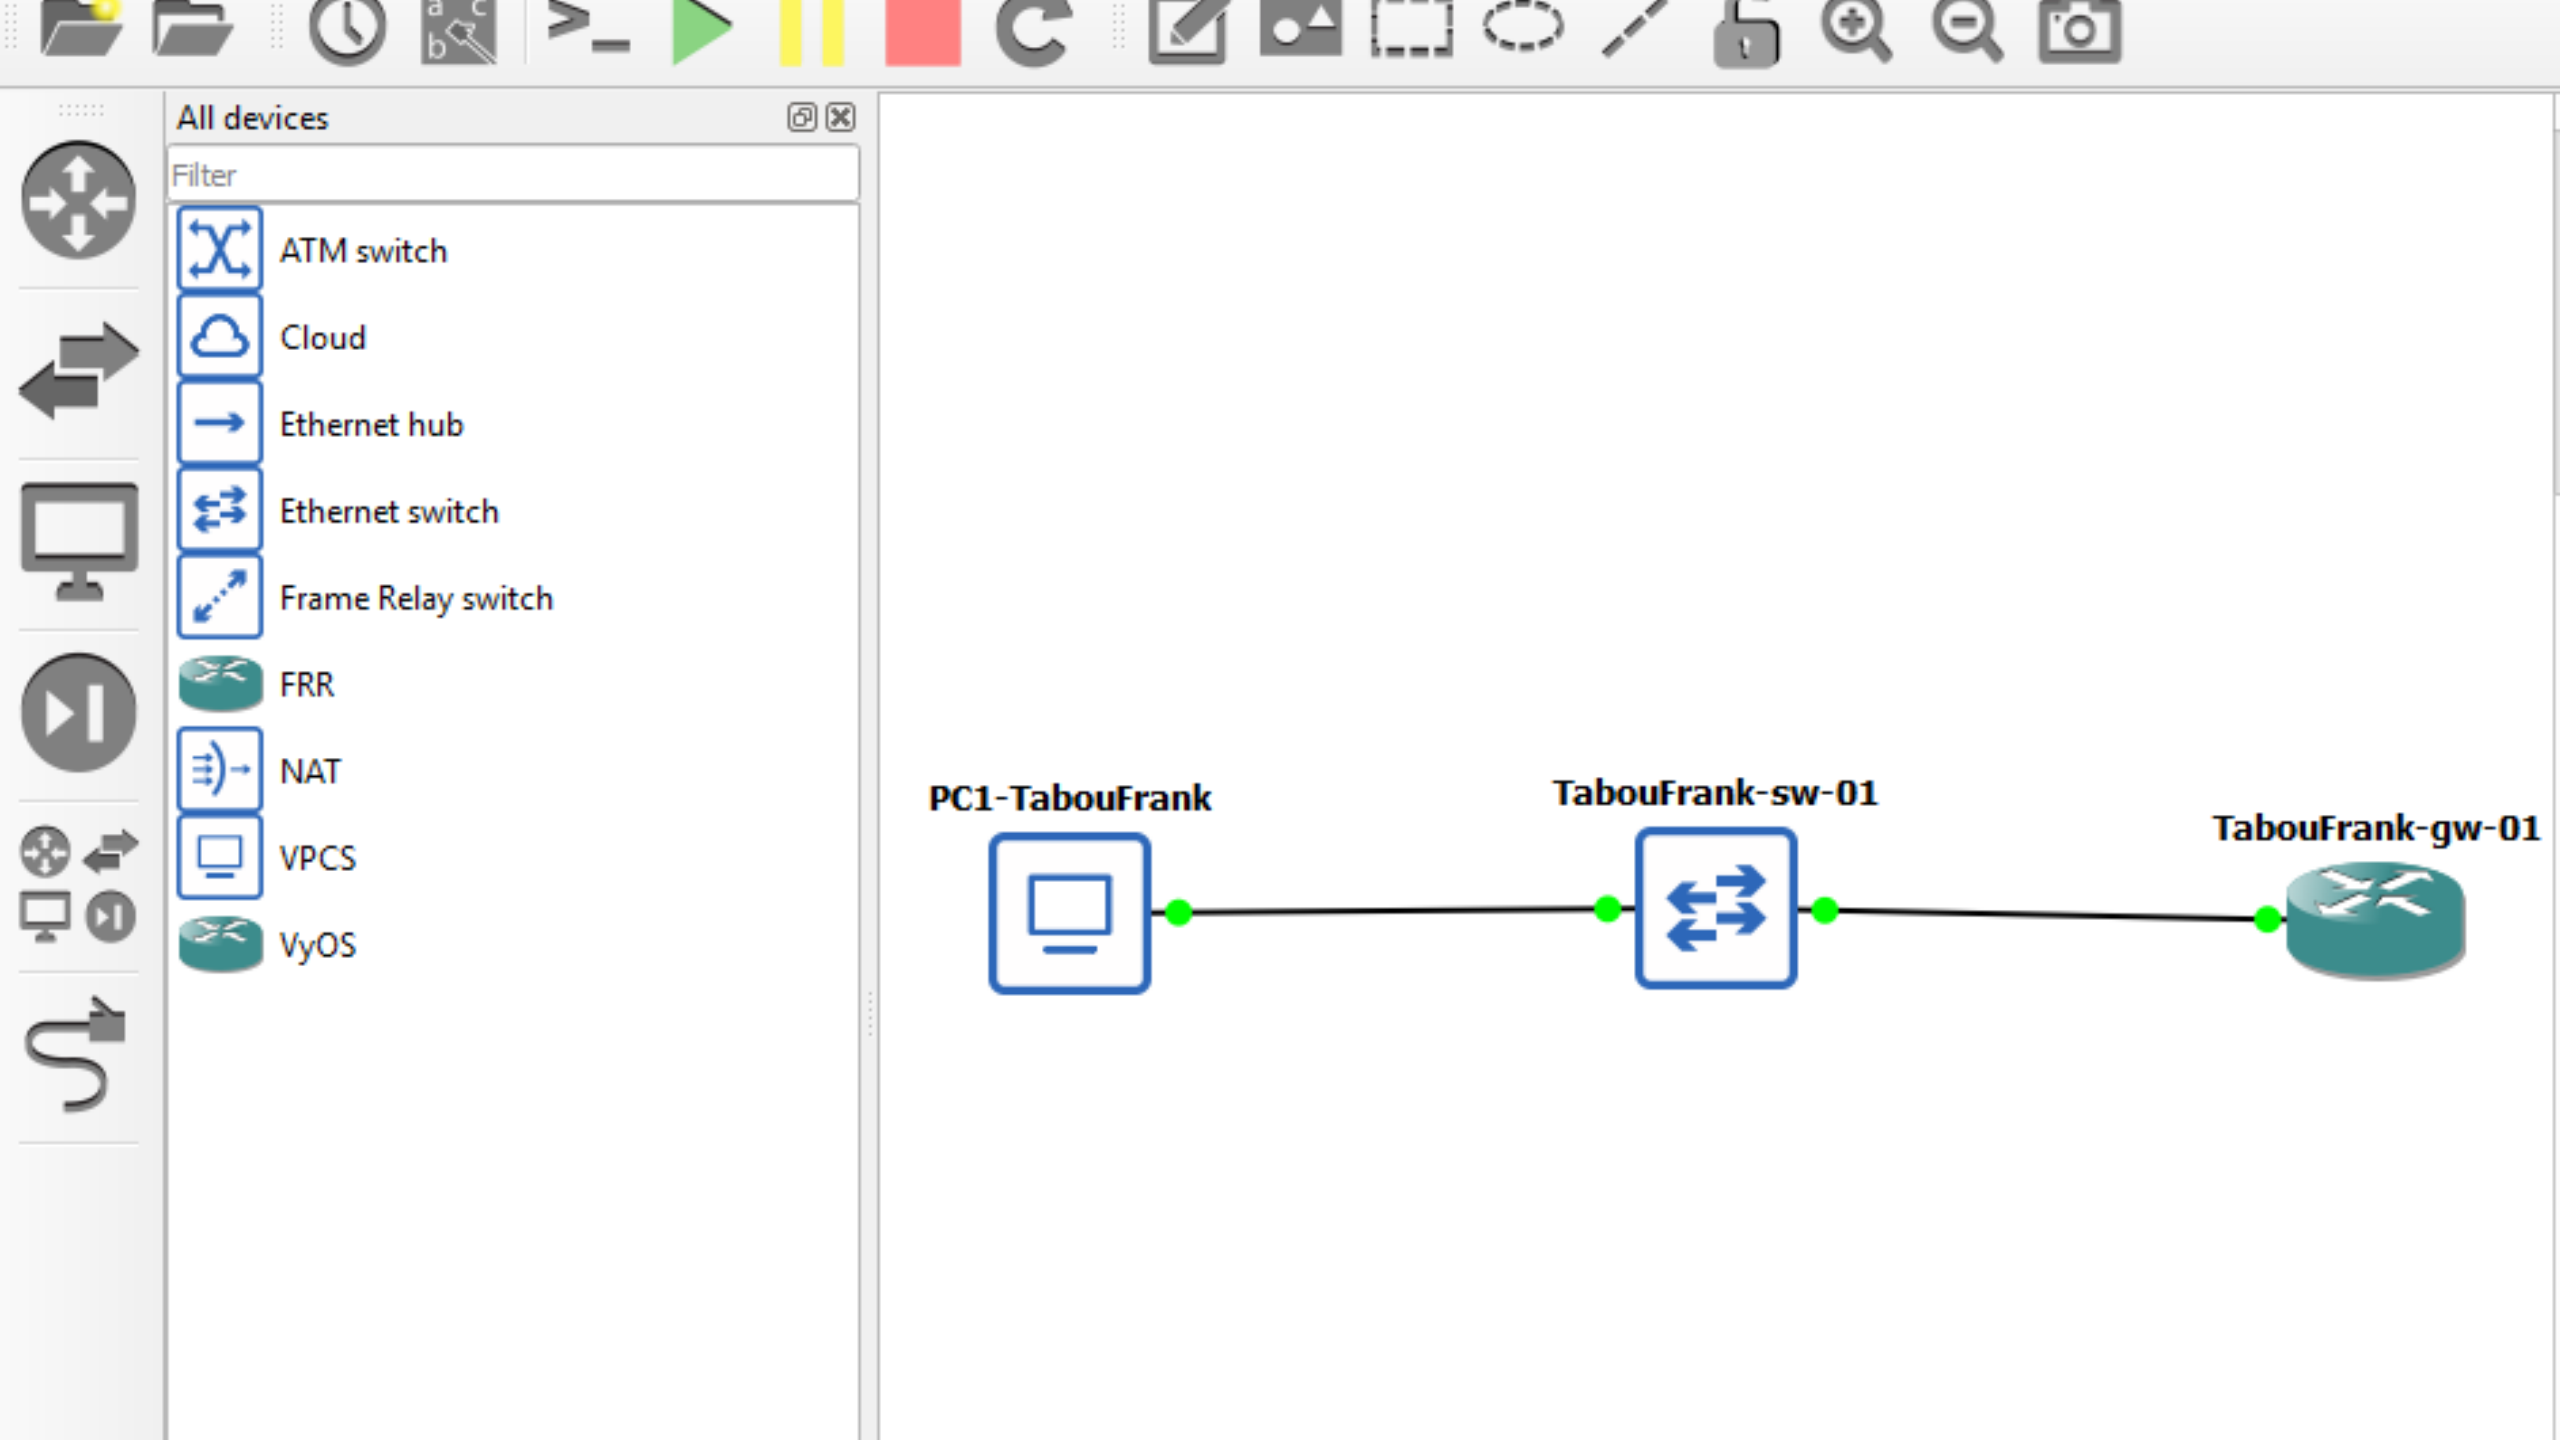 a c
b
All devices
Filter
ATM switch
Cloud
Ethernet hub
Ethernet switch
Frame Relay switch
FRR
NAT
VPCS
VyOS
PC1-TabouFrank
TabouFrank-sw-01
TabouFrank-gw-01